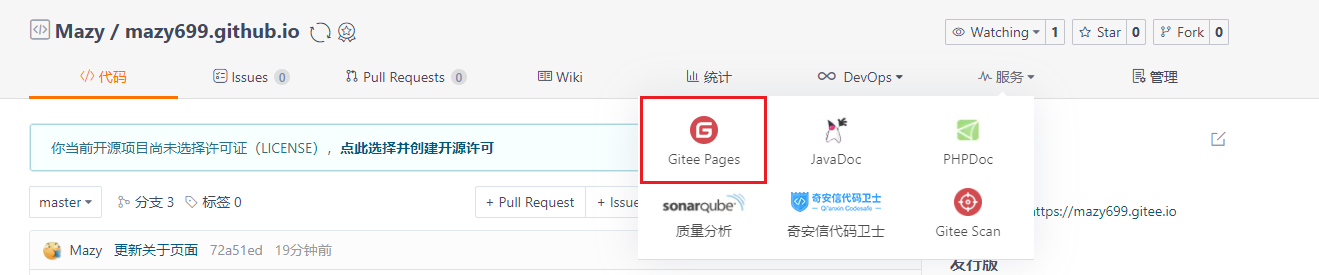 Mazy / mazy699.github.io
Watching 1 Star 0 Fork 0
代码 Issues 0 Pull Requests 0 Wiki 统计 DevOps 服务 管理
Gitee Pages JavaDoc PHPDoc
你当前开源项目尚未选择许可证（LICENSE），点此选择并创建开源许可
master 分支 3 标签 0 + Pull Request + Issue
sonarqube 奇安信代码卫士 Qi'anxin Codesafe
https://mazy699.gitee.io
质量分析 奇安信代码卫士 Gitee Scan
Mazy 更新关于页面 72a51ed 19分钟前
发行版